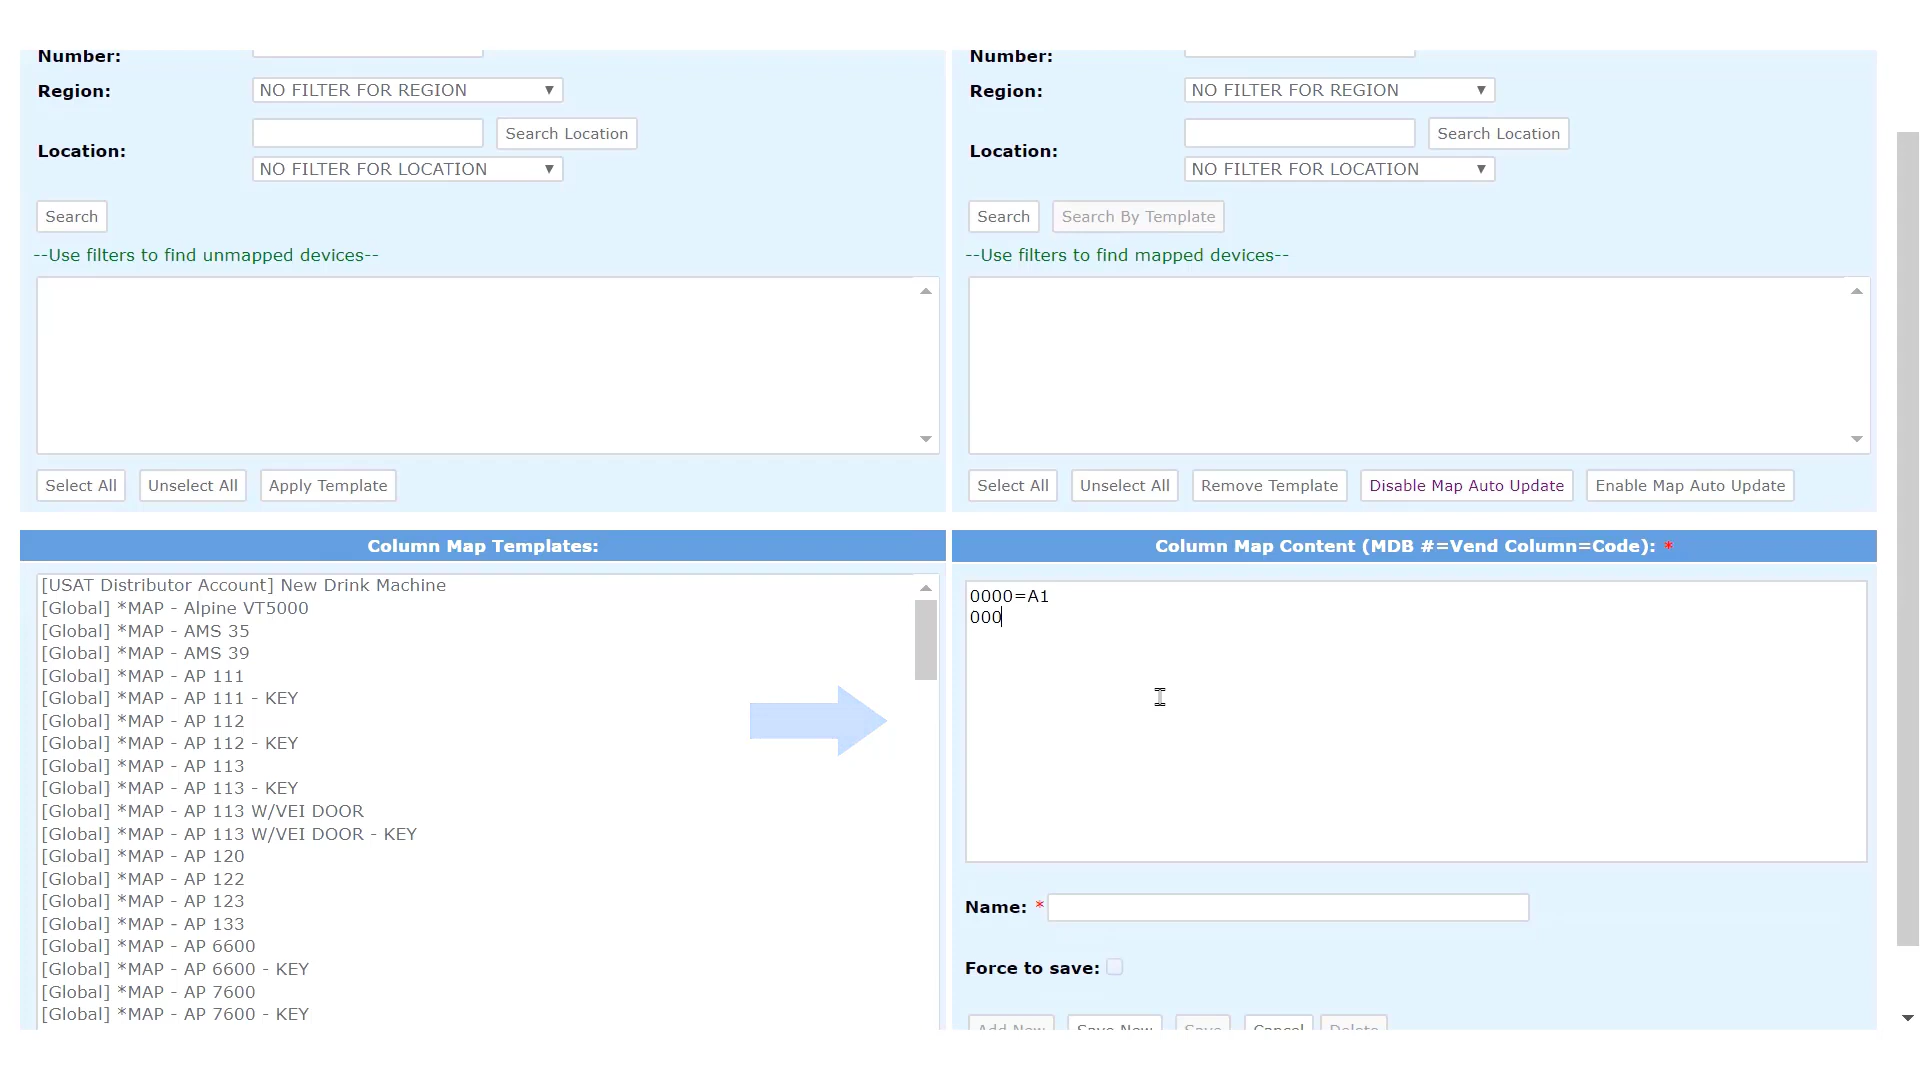 Number:
Region: NO FILTER FOR REGION
Search Location
Location:
NO FILTER FOR LOCATION
Search
--Use filters to find unmapped devices--
Select All Unselect All Apply Template
Number:
Region: NO FILTER FOR REGION
Search Location
Location:
NO FILTER FOR LOCATION
Search Search By Template
--Use filters to find mapped devices--
Select All Unselect All Remove Template Disable Map Auto Update Enable Map Auto Update
Column Map Templates:
[USAT Distributor Account] New Drink Machine
[Global] *MAP - Alpine VT5000
[Global] *MAP - AMS 35
[Global] *MAP - AMS 39
[Global] *MAP - AP 111
[Global] *MAP - AP 111 - KEY
[Global] *MAP - AP 112
[Global] *MAP - AP 112 - KEY
[Global] *MAP - AP 113
[Global] *MAP - AP 113 - KEY
[Global] *MAP - AP 113 W/VEI DOOR
[Global] *MAP - AP 113 W/VEI DOOR - KEY
[Global] *MAP - AP 120
[Global] *MAP - AP 122
[Global] *MAP - AP 123
[Global] *MAP - AP 133
[Global] *MAP - AP 6600
[Global] *MAP - AP 6600 - KEY
[Global] *MAP - AP 7600
[Global] *MAP - AP 7600 - KEY
Column Map Content (MDB #=Vend Column=Code): *
0000=A1
000
Name: *
Force to save:
Add New Save New Save Cancel Delete